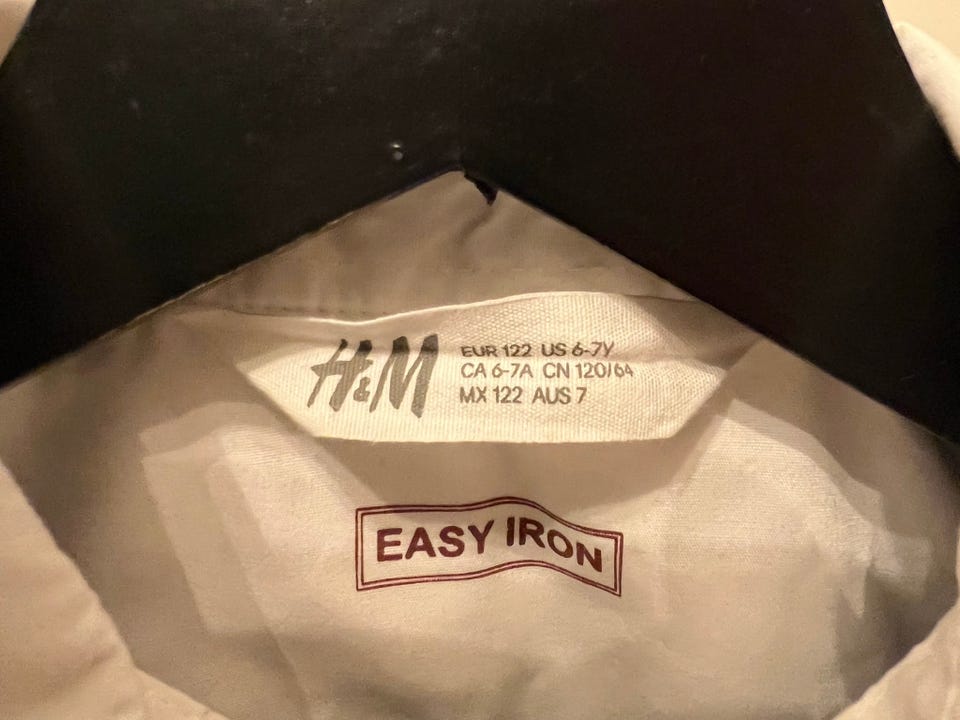 H&M
EUR 122 US 6-7Y
CA 6-7A CN 120/64
MX 122 AUS 7
EASY IRON